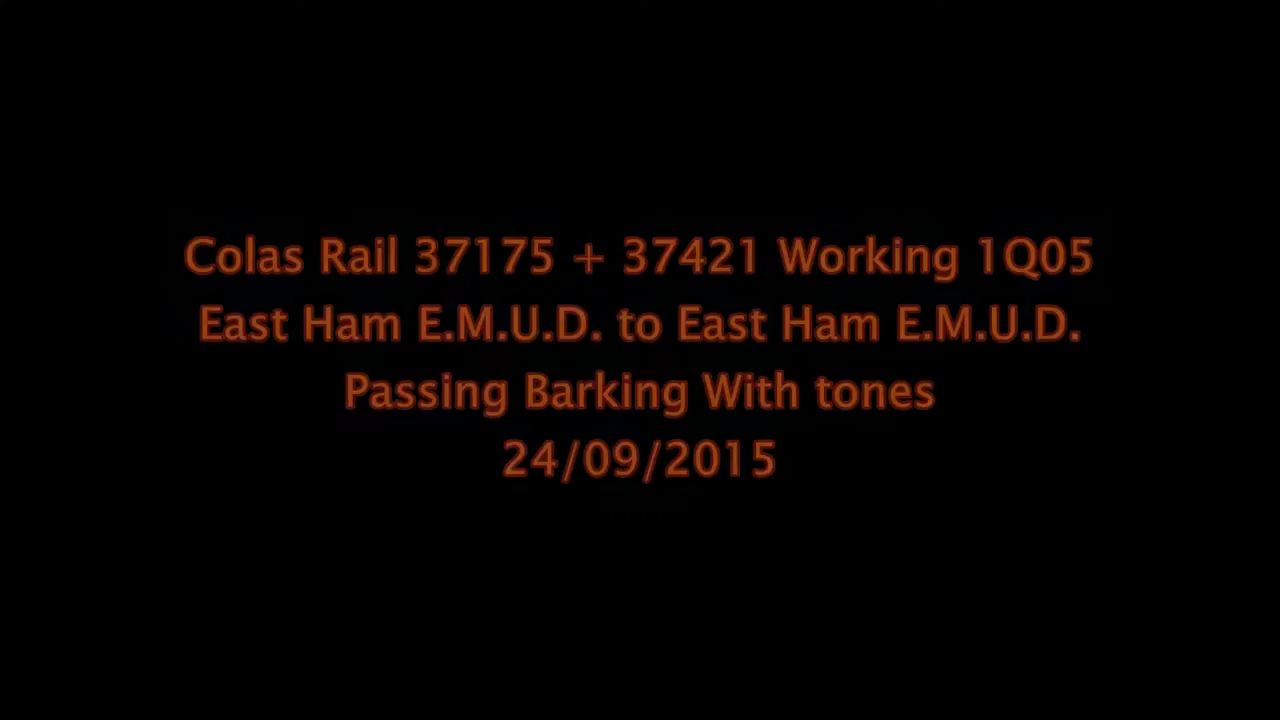 Colas Rail 37175 + 37421 Working 1Q05
East Ham E.M.U.D. to East Ham E.M.U.D.
Passing Barking With tones
24/09/2015